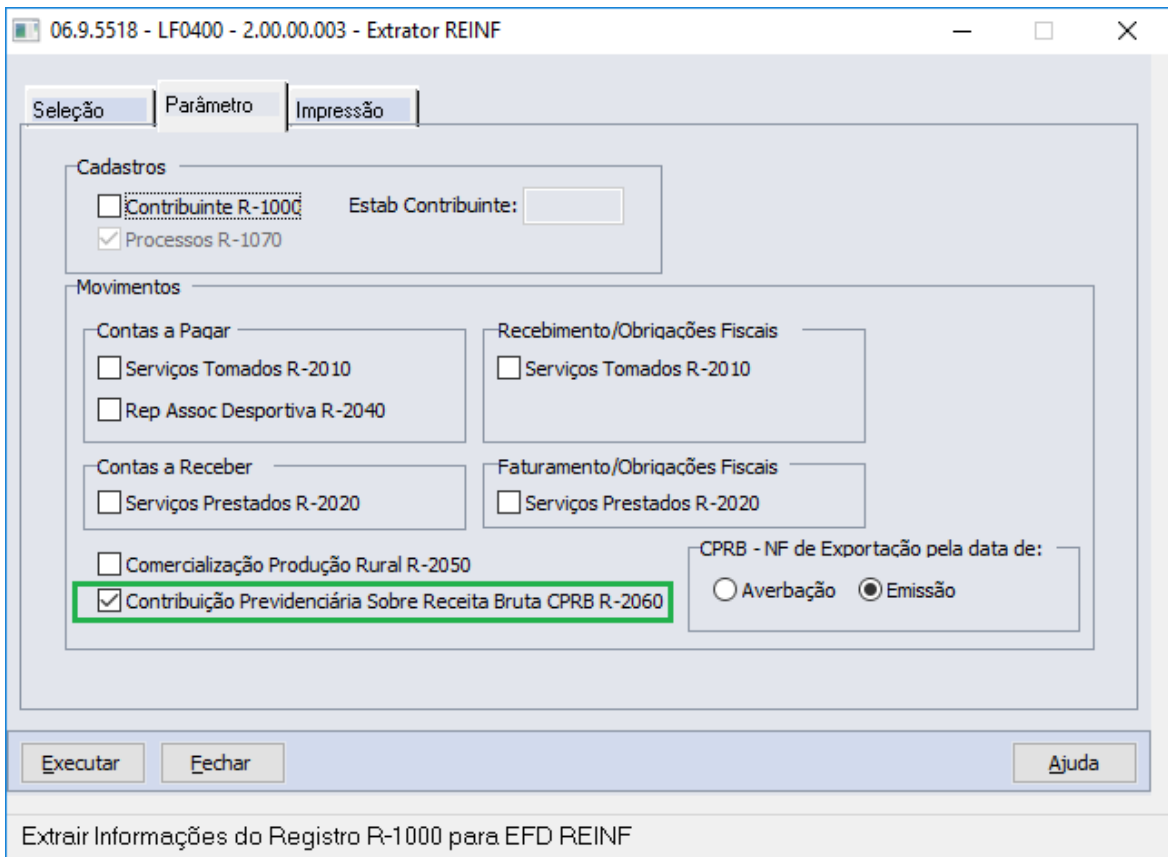 06.9.5518 - LF0400 - 2.00.00.003 - Extrator REINF
Seleção Parâmetro Impressão
Cadastros
Contribuinte R-1000 Estab Contribuinte:
Processos R-1070
Movimentos
Contas a Pagar
Serviços Tomados R-2010
Rep Assoc Desportiva R-2040
Recebimento/Obrigações Fiscais
Serviços Tomados R-2010
Contas a Receber
Serviços Prestados R-2020
Faturamento/Obrigações Fiscais
Serviços Prestados R-2020
Comercialização Produção Rural R-2050
Contribuição Previdenciária Sobre Receita Bruta CPRB R-2060
CPRB - NF de Exportação pela data de:
Averbação Emissão
Executar Fechar Ajuda
Extrair Informações do Registro R-1000 para EFD REINF